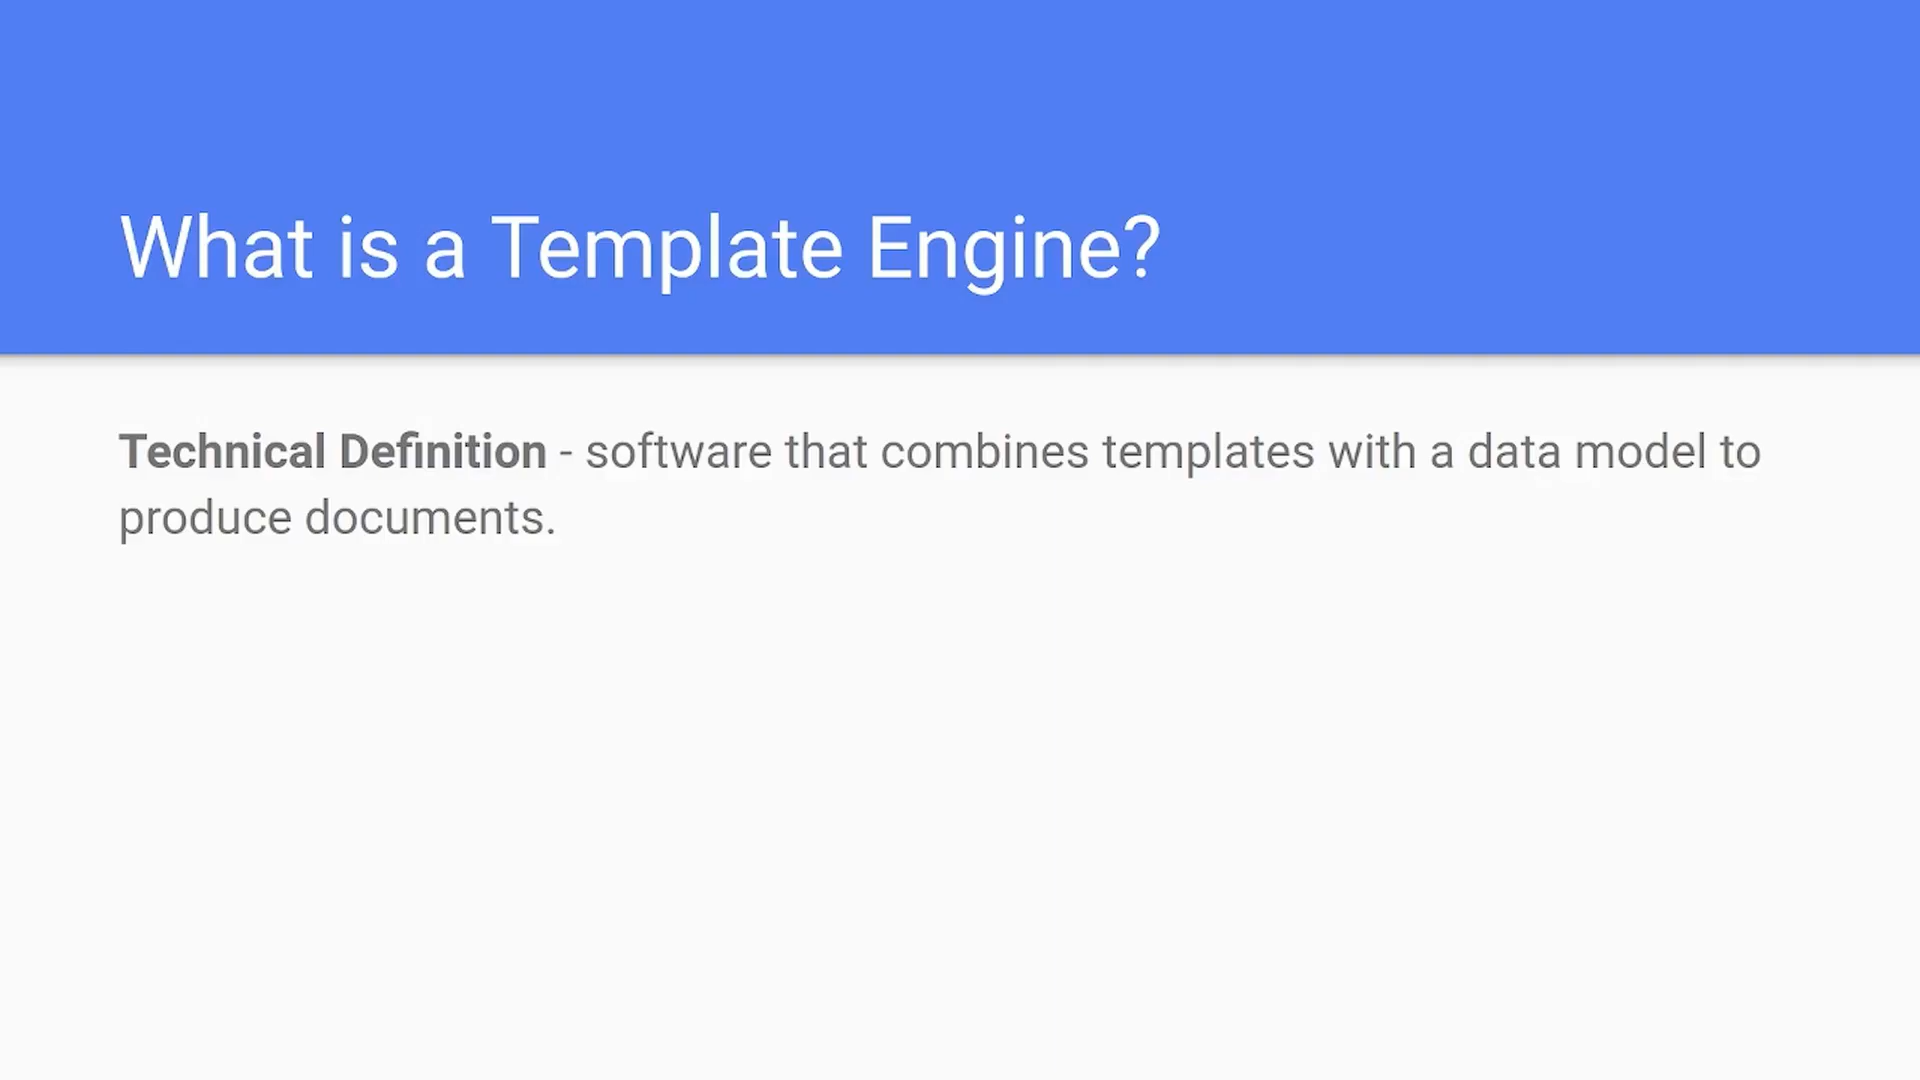 What is a Template Engine?
Technical Definition - software that combines templates with a data model to
produce documents.